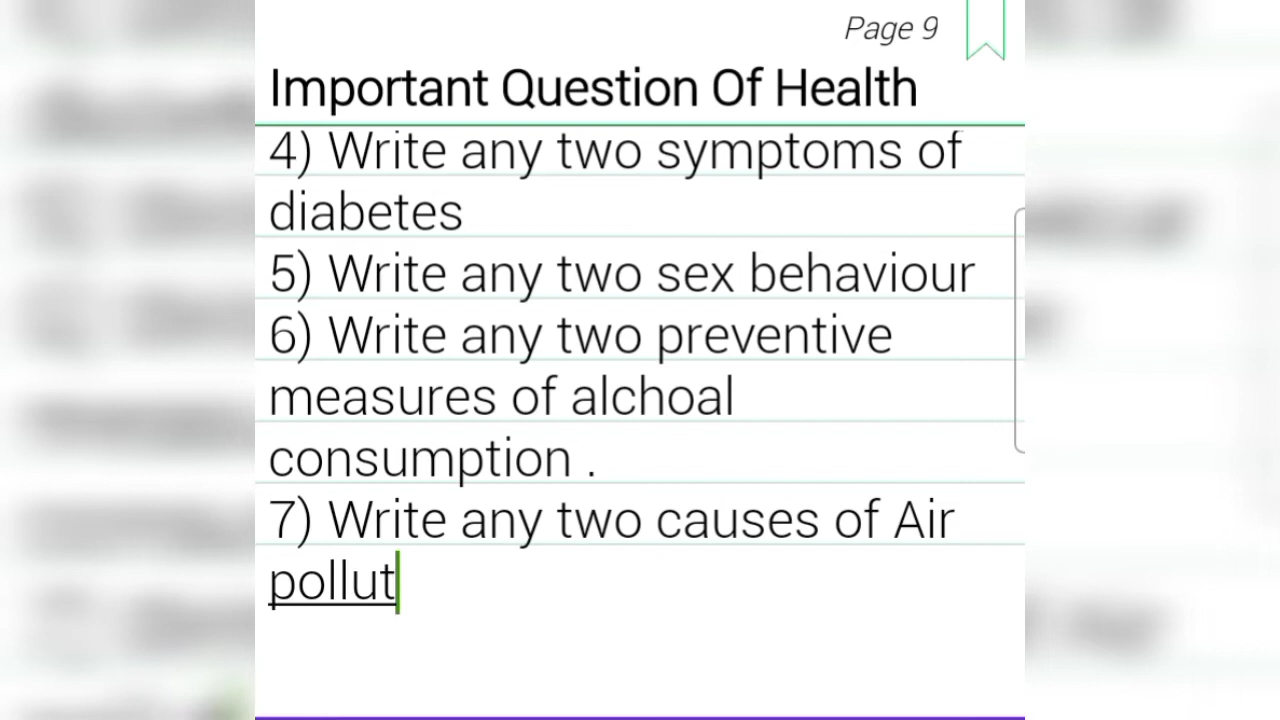 Page 9
Important Question Of Health
4) Write any two symptoms of
diabetes
5) Write any two sex behaviour
6) Write any two preventive
measures of alchoal
consumption .
7) Write any two causes of Air
pollut